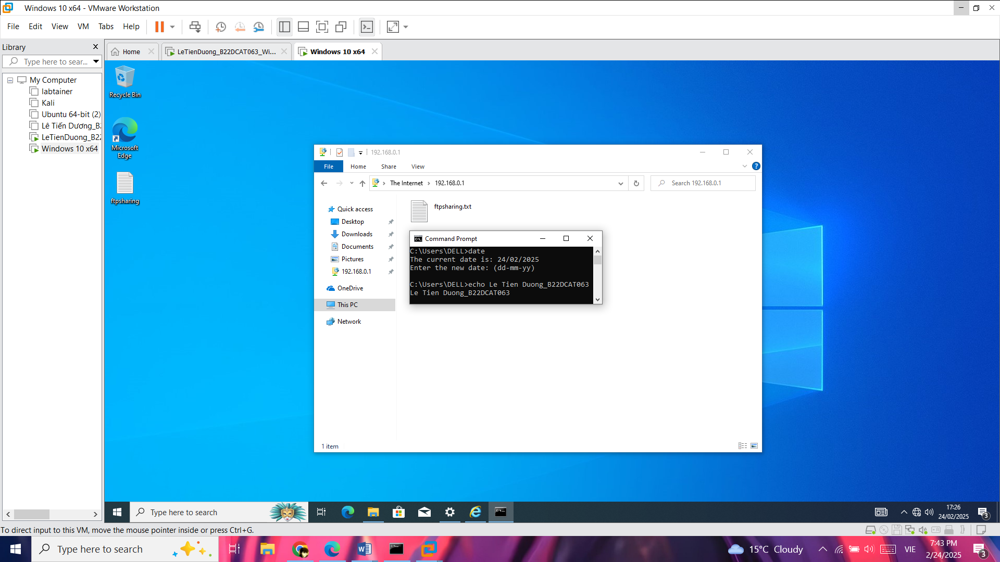 Windows 10 x64 - VMware Workstation
File Edit View VM Tabs Help
Library
Type here to sear...
My Computer
labtainer
Kali
Ubuntu 64-bit (2)
Lê Tiến Dương_B2
LeTienDuong_B22
Windows 10 x64
Home
LeTienDuong_B22DCAT063_Wi...
Windows 10 x64
Recycle Bin
Microsoft
Edge
ftpsharing
192.168.0.1
File Home Share View
The Internet 192.168.0.1
Search 192.168.0.1
Quick access
Desktop
Downloads
Documents
Pictures
192.168.0.1
OneDrive
This PC
Network
ftpsharing.txt
Command Prompt
C:\Users\DELL>date
The current date is: 24/02/2025
Enter the new date: (dd-mm-yy)
C:\Users\DELL>echo Le Tien Duong_B22DCAT063
Le Tien Duong_B22DCAT063
1 item
Type here to search
17:26
24/02/2025
3
To direct input to this VM, move the mouse pointer inside or press Ctrl+G.
Type here to search
15°C Cloudy
VIE
7:43 PM
2/24/2025
3